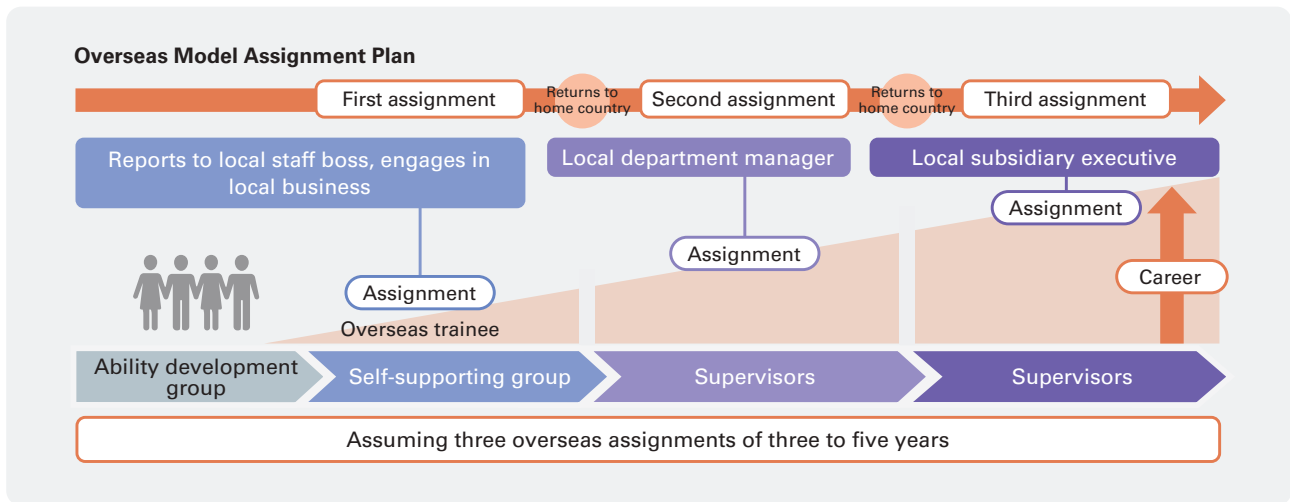 Overseas Model Assignment Plan
First assignment
Returns to
home country
Second assignment
Returns to
home country
Third assignment
Reports to local staff boss, engages in
local business
Local department manager
Local subsidiary executive
Assignment
Assignment
Assignment
Career
Overseas trainee
Ability development
group
Self-supporting group
Supervisors
Supervisors
Assuming three overseas assignments of three to five years